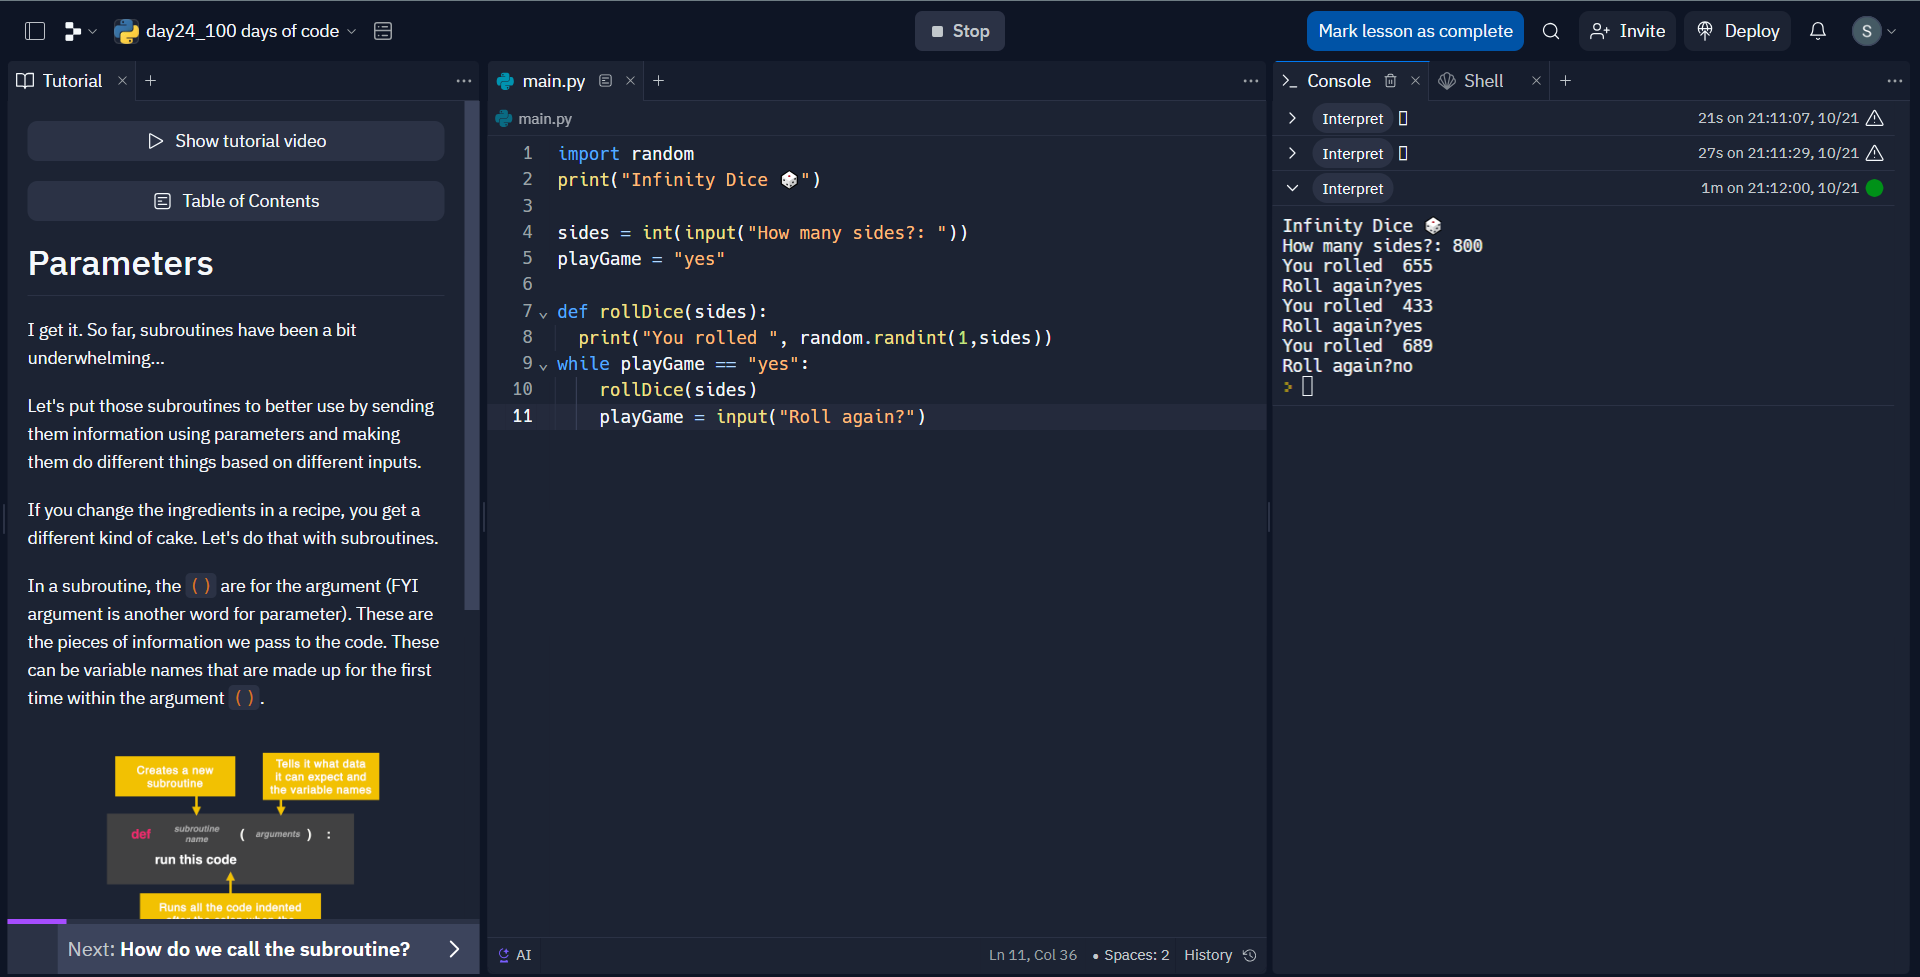 day24_100 days of code
Stop
Mark lesson as complete
Invite
Deploy
S
Tutorial
Show tutorial video
Table of Contents
Parameters
I get it. So far, subroutines have been a bit
underwhelming...
Let's put those subroutines to better use by sending
them information using parameters and making
them do different things based on different inputs.
If you change the ingredients in a recipe, you get a
different kind of cake. Let's do that with subroutines.
In a subroutine, the () are for the argument (FYI
argument is another word for parameter). These are
the pieces of information we pass to the code. These
can be variable names that are made up for the first
time within the argument ().
Creates a new
subroutine
Tells it what data
it can expect and
the variable names
def subroutine name ( arguments ) :
run this code
Runs all the code indented
Next: How do we call the subroutine?
main.py
main.py
1 import random
2 print("Infinity Dice 🎲")
3
4 sides = int(input("How many sides?: "))
5 playGame = "yes"
6
7 def rollDice(sides):
8   print("You rolled ", random.randint(1,sides))
9 while playGame == "yes":
10     rollDice(sides)
11     playGame = input("Roll again?")
AI
Ln 11, Col 36 • Spaces: 2 History
Console
Shell
Interpret 21s on 21:11:07, 10/21
Interpret 27s on 21:11:29, 10/21
Interpret 1m on 21:12:00, 10/21
Infinity Dice 🎲
How many sides?: 800
You rolled  655
Roll again?yes
You rolled  433
Roll again?yes
You rolled  689
Roll again?no